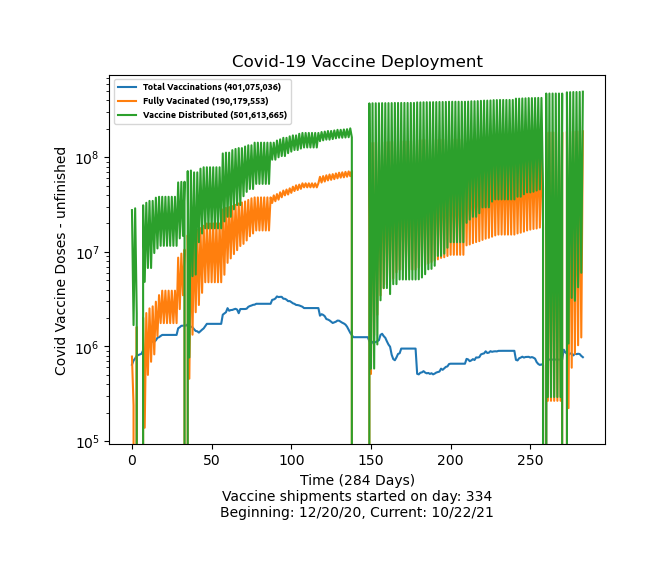 Covid-19 Vaccine Deployment
Total Vaccinations (401,075,036)
Fully Vacinated (190,179,553)
Vaccine Distributed (501,613,665)
Covid Vaccine Doses - unfinished
10⁸
10⁷
10⁶
10⁵
0 50 100 150 200 250
Time (284 Days)
Vaccine shipments started on day: 334
Beginning: 12/20/20, Current: 10/22/21